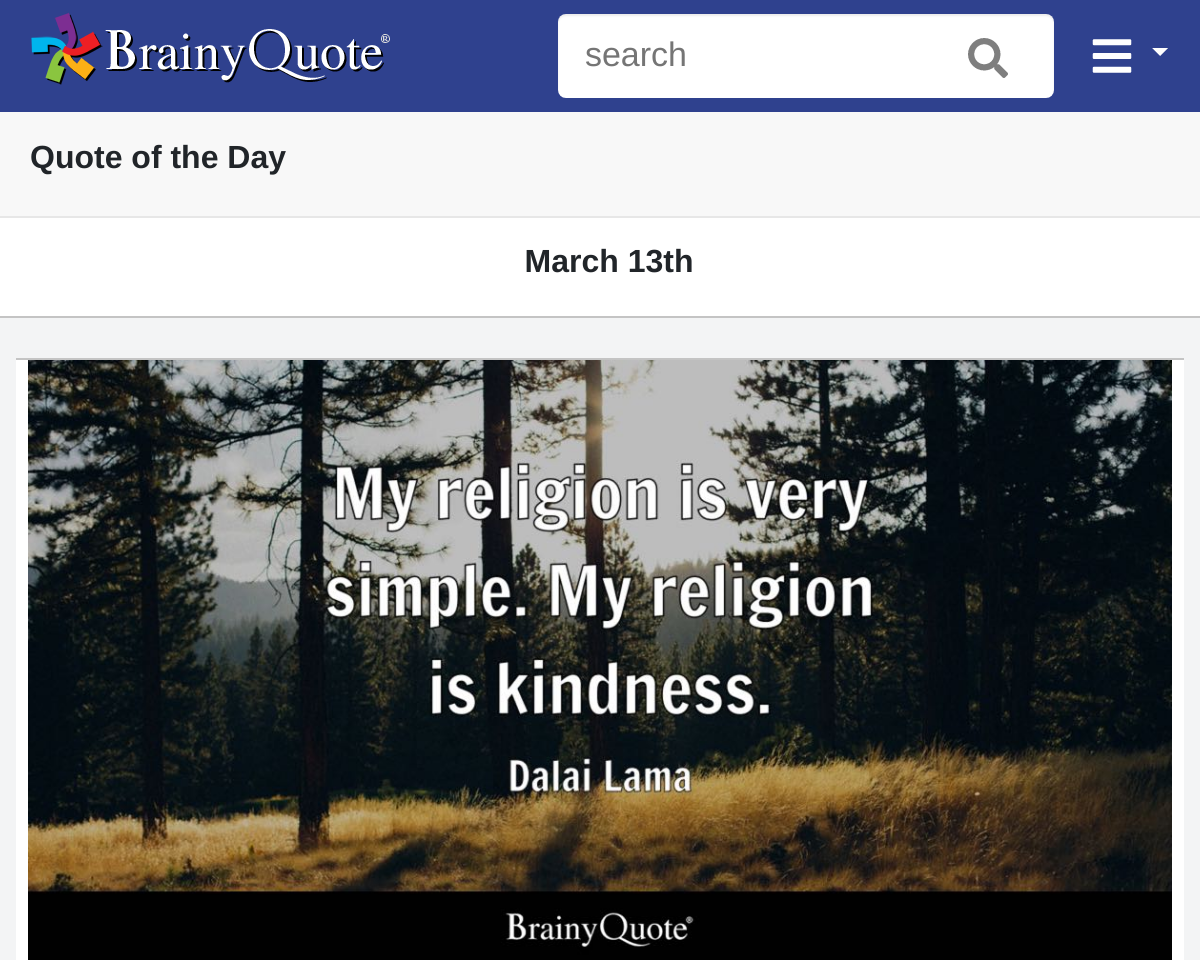 BrainyQuote®
search
Quote of the Day
March 13th
My religion is very
simple. My religion
is kindness.
Dalai Lama
BrainyQuote®